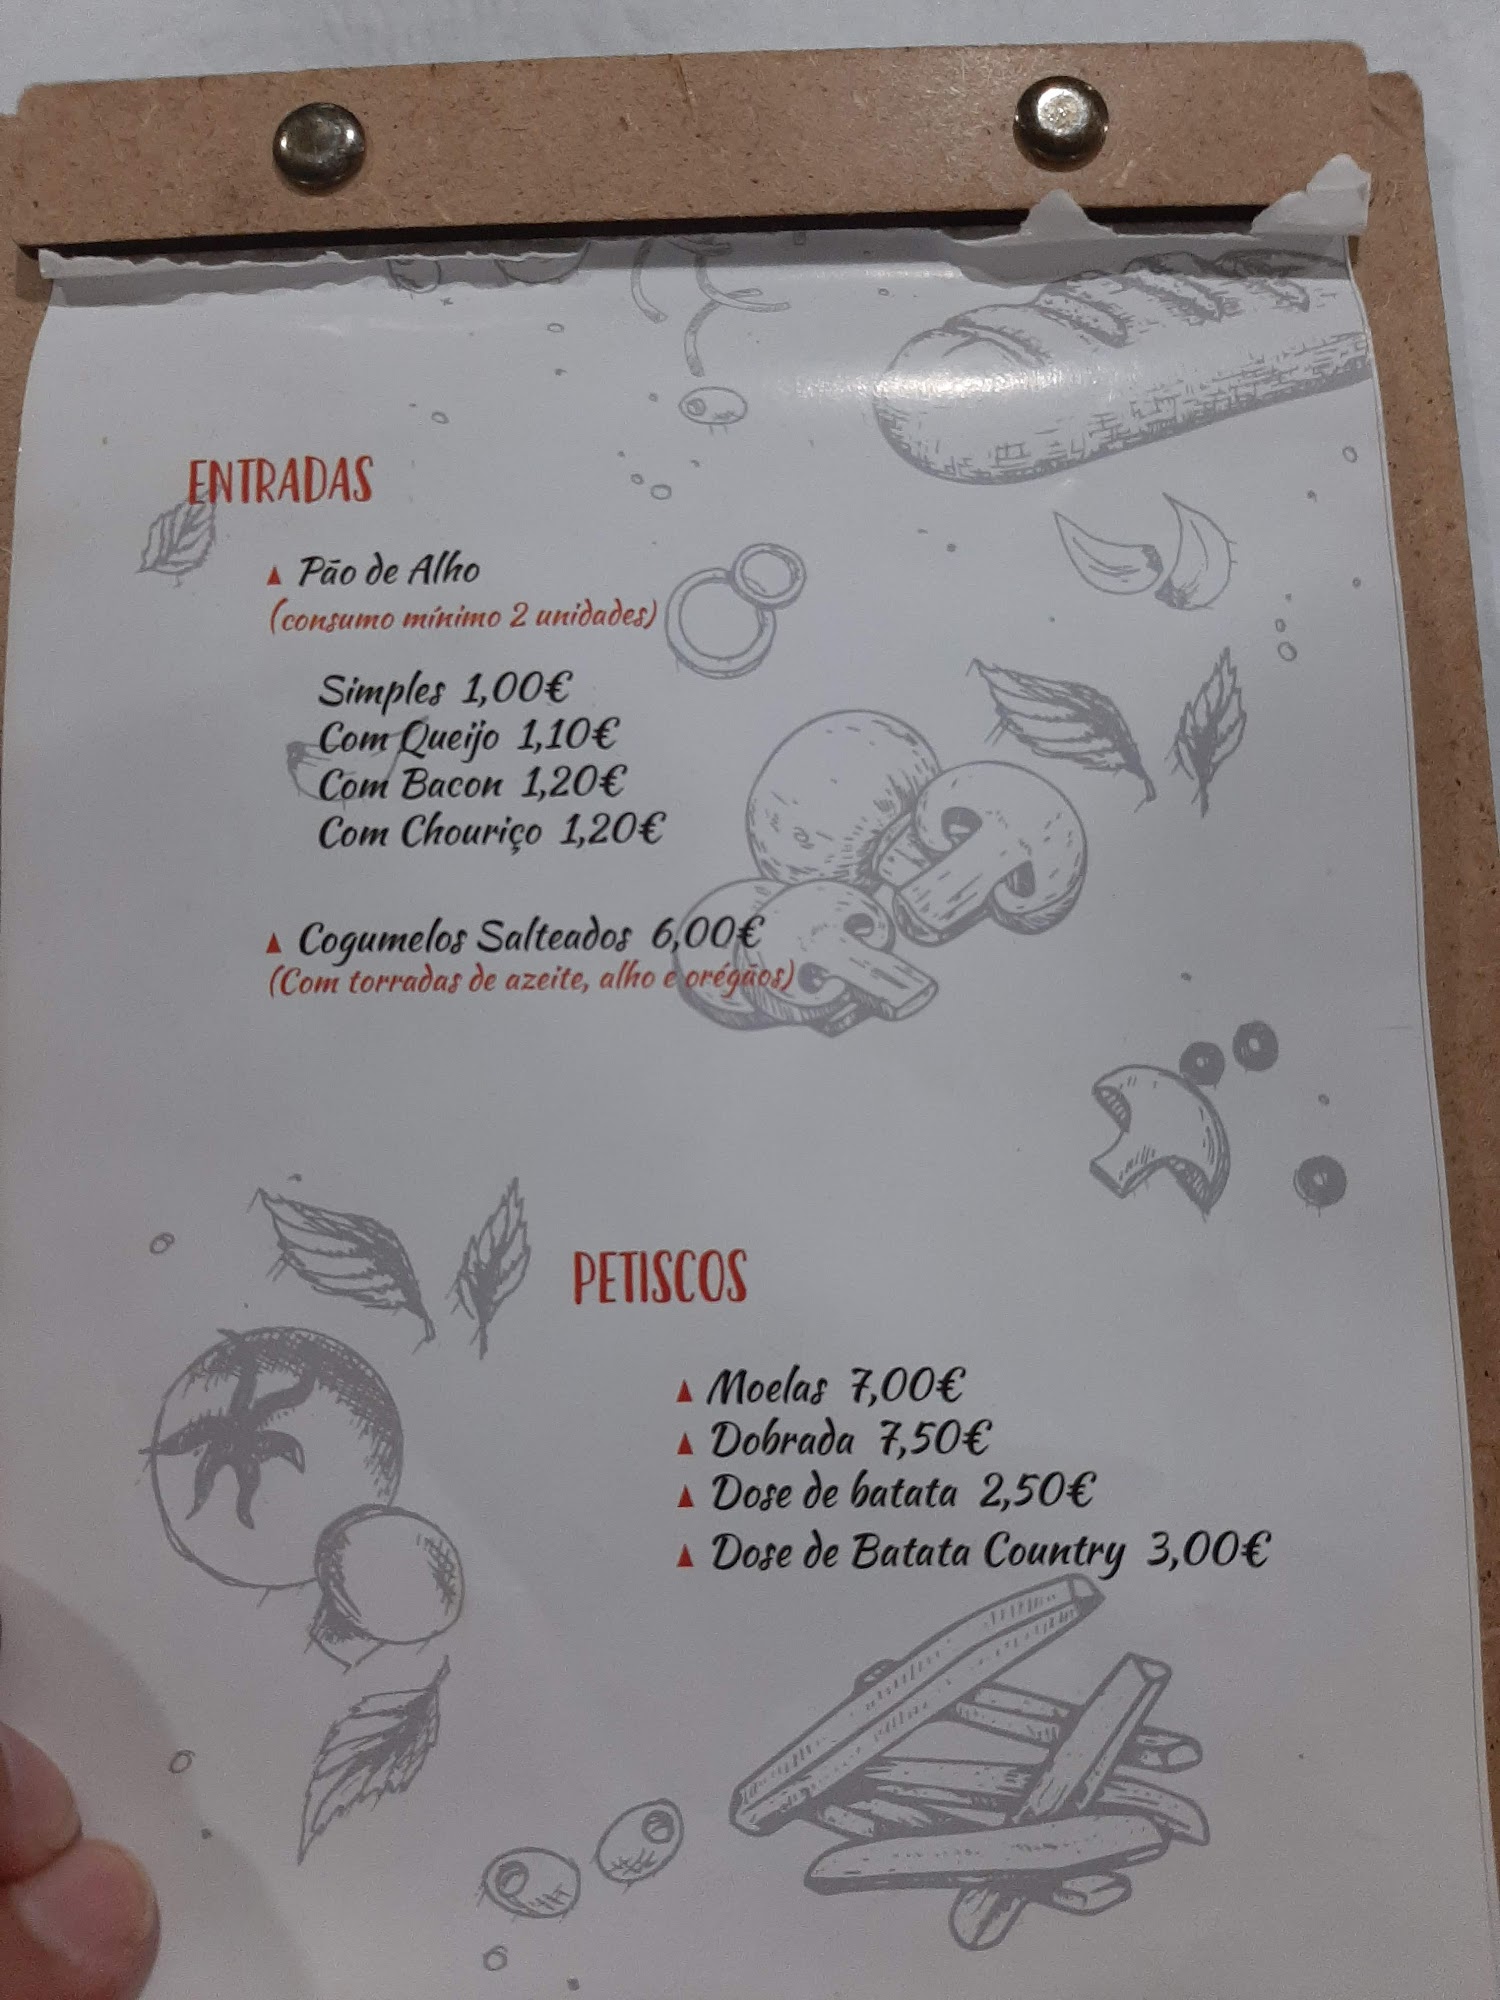 ENTRADAS
Pão de Alho
(consumo mínimo 2 unidades)
Simples 1,00€
Com Queijo 1,10€
Com Bacon 1,20€
Com Chouriço 1,20€
Cogumelos Salteados 6,00€
(Com torradas de azeite, alho e orégãos)
PETISCOS
Moelas 7,00€
Dobrada 7,50€
Dose de batata 2,50€
Dose de Batata Country 3,00€